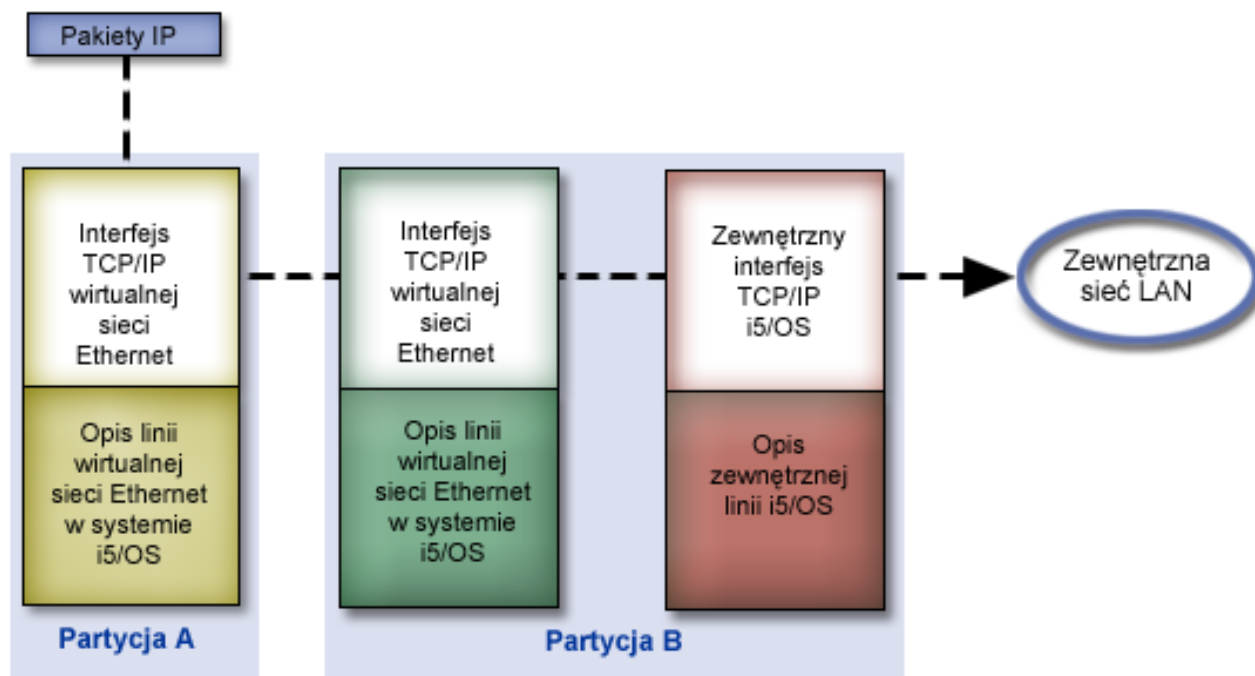 Pakiety IP
Interfejs
TCP/IP
wirtualnej
sieci
Ethernet
Opis linii
wirtualnej
sieci Ethernet
w systemie
i5/OS
Partycja A
Interfejs
TCP/IP
wirtualnej
sieci
Ethernet
Opis linii
wirtualnej
sieci Ethernet
w systemie
i5/OS
Zewnętrzny
interfejs
TCP/IP
i5/OS
Opis
zewnętrznej
linii i5/OS
Partycja B
Zewnętrzna
sieć LAN